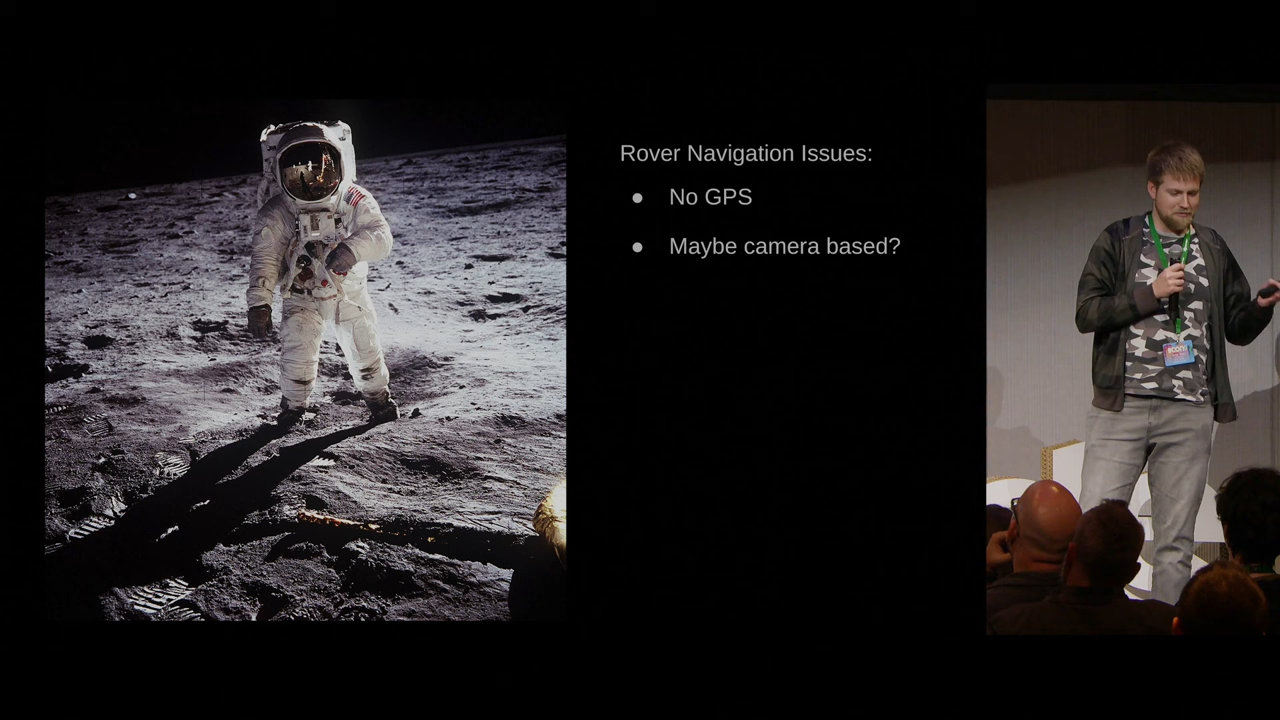 Rover Navigation Issues:
● No GPS
● Maybe camera based?